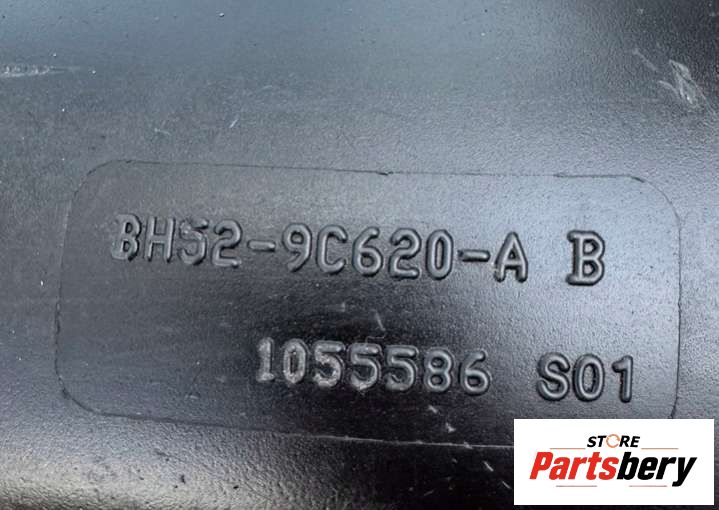 BH52-9C620-A B
1055586 S01
STORE
Partsbery